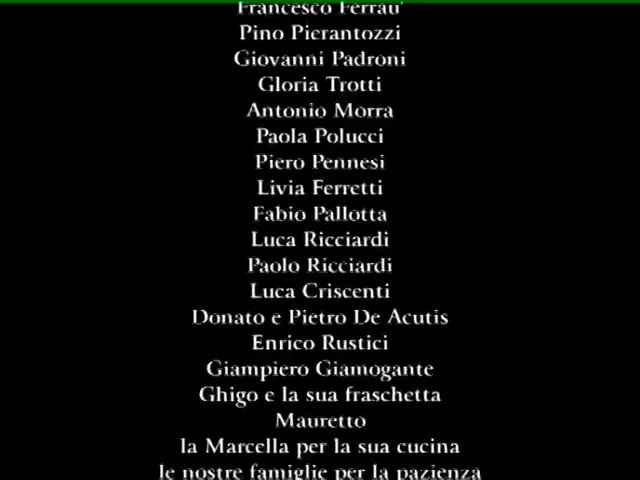 Francesco Ferrau'
Pino Pierantozzi
Giovanni Padroni
Gloria Trotti
Antonio Morra
Paola Polucci
Piero Pennesi
Livia Ferretti
Fabio Pallotta
Luca Ricciardi
Paolo Ricciardi
Luca Criscenti
Donato e Pietro De Acutis
Enrico Rustici
Giampiero Giamogante
Ghigo e la sua fraschetta
Mauretto
la Marcella per la sua cucina
le nostre famiglie per la pazienza